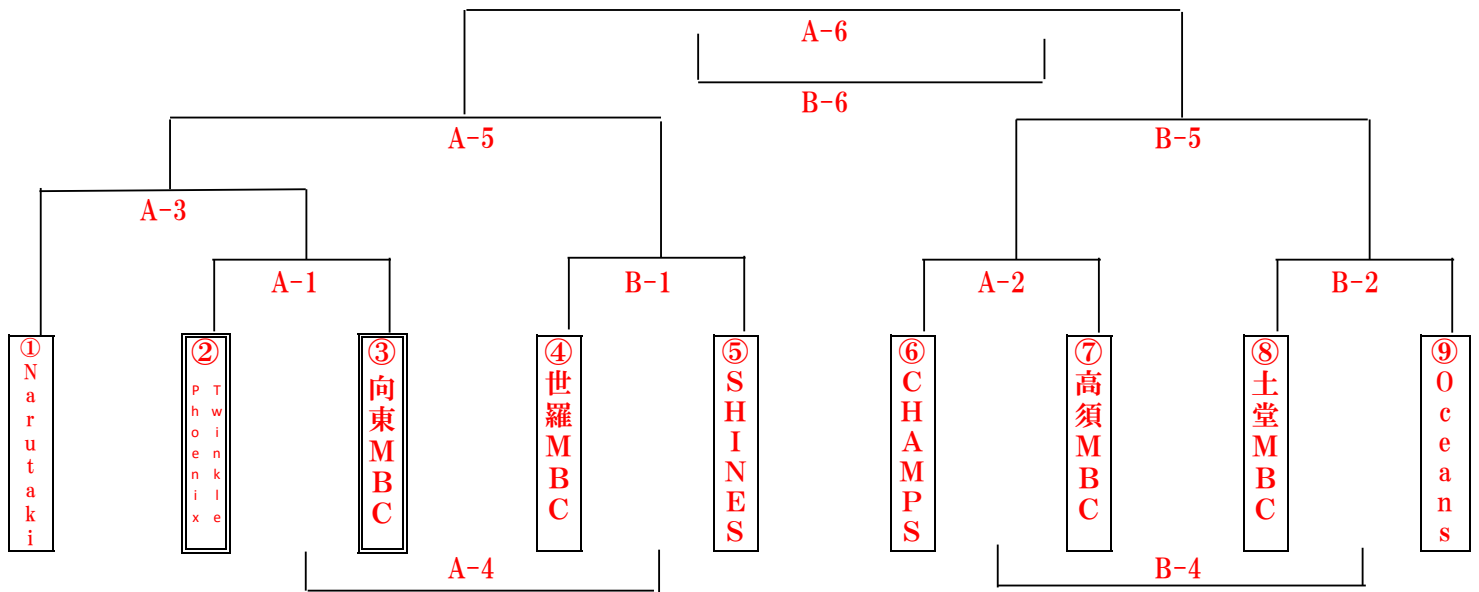 A-6
B-6
A-5
B-5
A-3
A-1
B-1
A-2
B-2
①Narutaki
②Twinkle
Phoenix
③向東MBC
④世羅MBC
⑤SHINES
⑥CHAMPS
⑦高須MBC
⑧土堂MBC
⑨Oceans
A-4
B-4